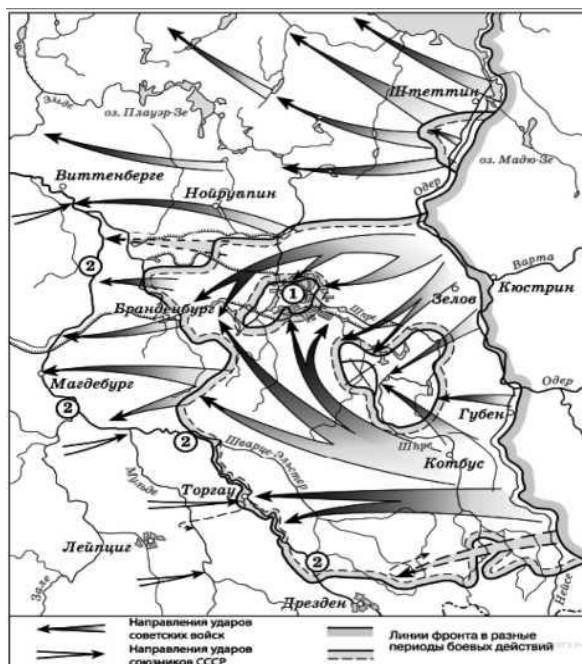 Штеттин
Эльде
оз. Плауэр-Зе
оз. Мадю-Зе
Виттенберге
Нойруппин
Одер
2
Варта
1
Зелов
Кюстрин
Бранденбург
Шпре
Магдебург
Одер
2
2
Губен
Шпре
Шварце-Эльстер
Котбус
Мульде
Торгау
Лейпциг
2
Заале
Дрезден
Нейсе
Направления ударов
советских войск
Направления ударов
союзников СССР
Линии фронта в разные
периоды боевых действий